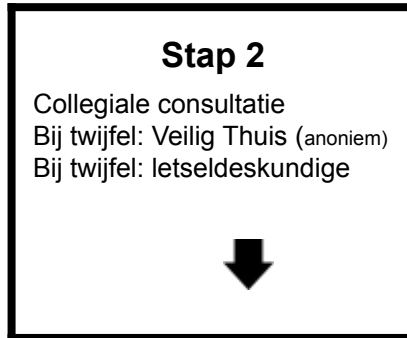 Stap 2
Collegiale consultatie
Bij twijfel: Veilig Thuis (anoniem)
Bij twijfel: letseldeskundige